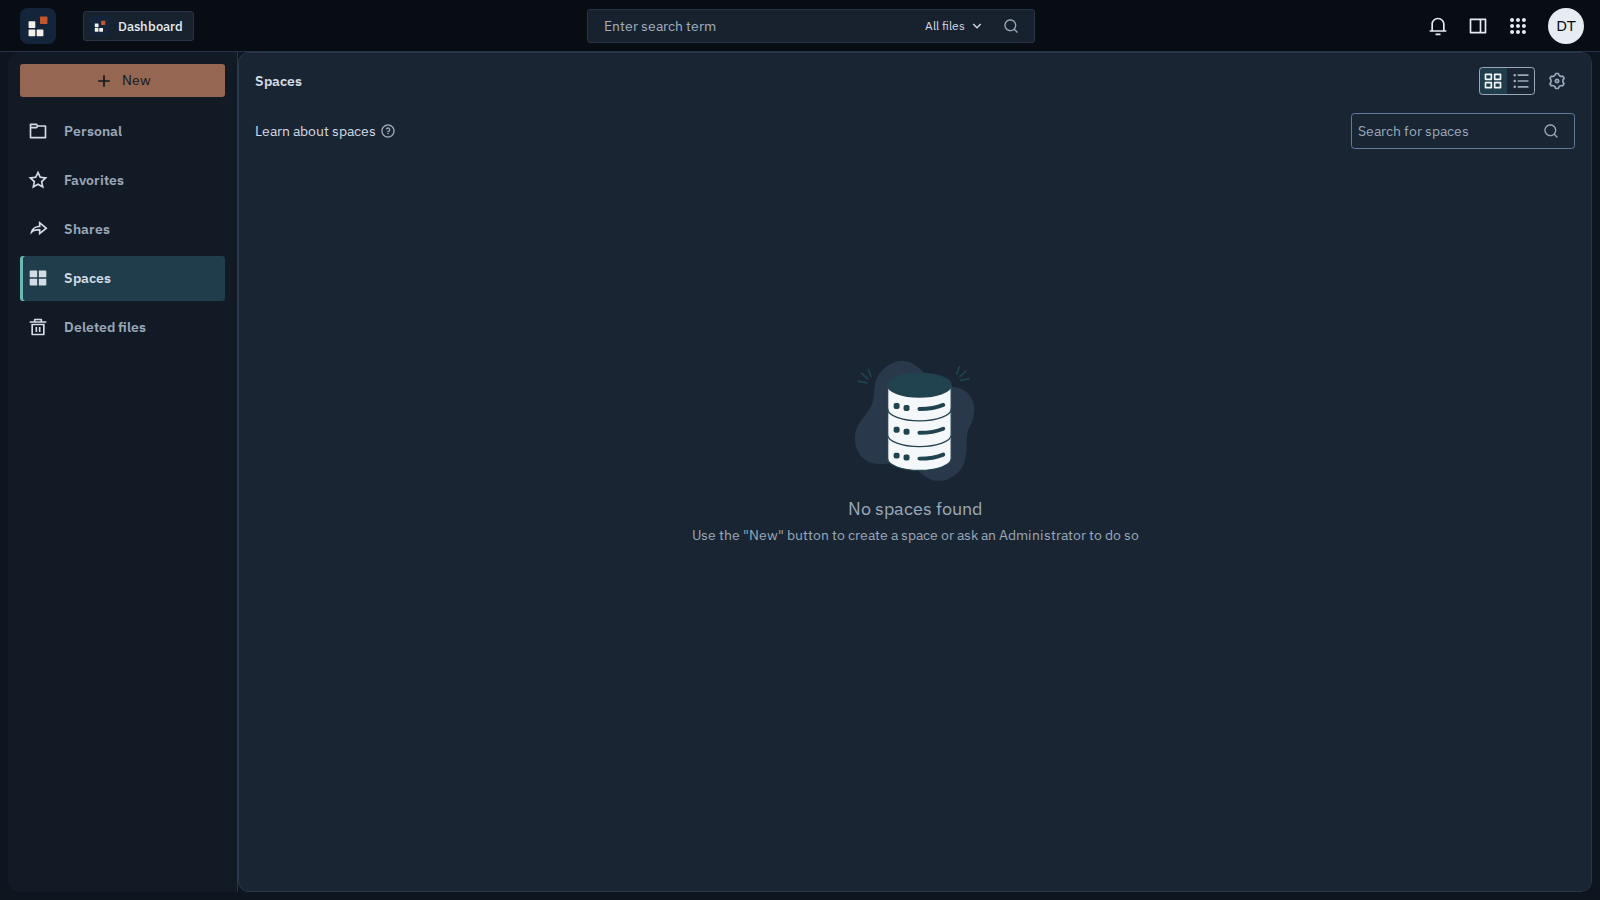 Dashboard
Enter search term
All files
DT
New
Personal
Favorites
Shares
Spaces
Deleted files
Spaces
Learn about spaces
Search for spaces
No spaces found
Use the "New" button to create a space or ask an Administrator to do so